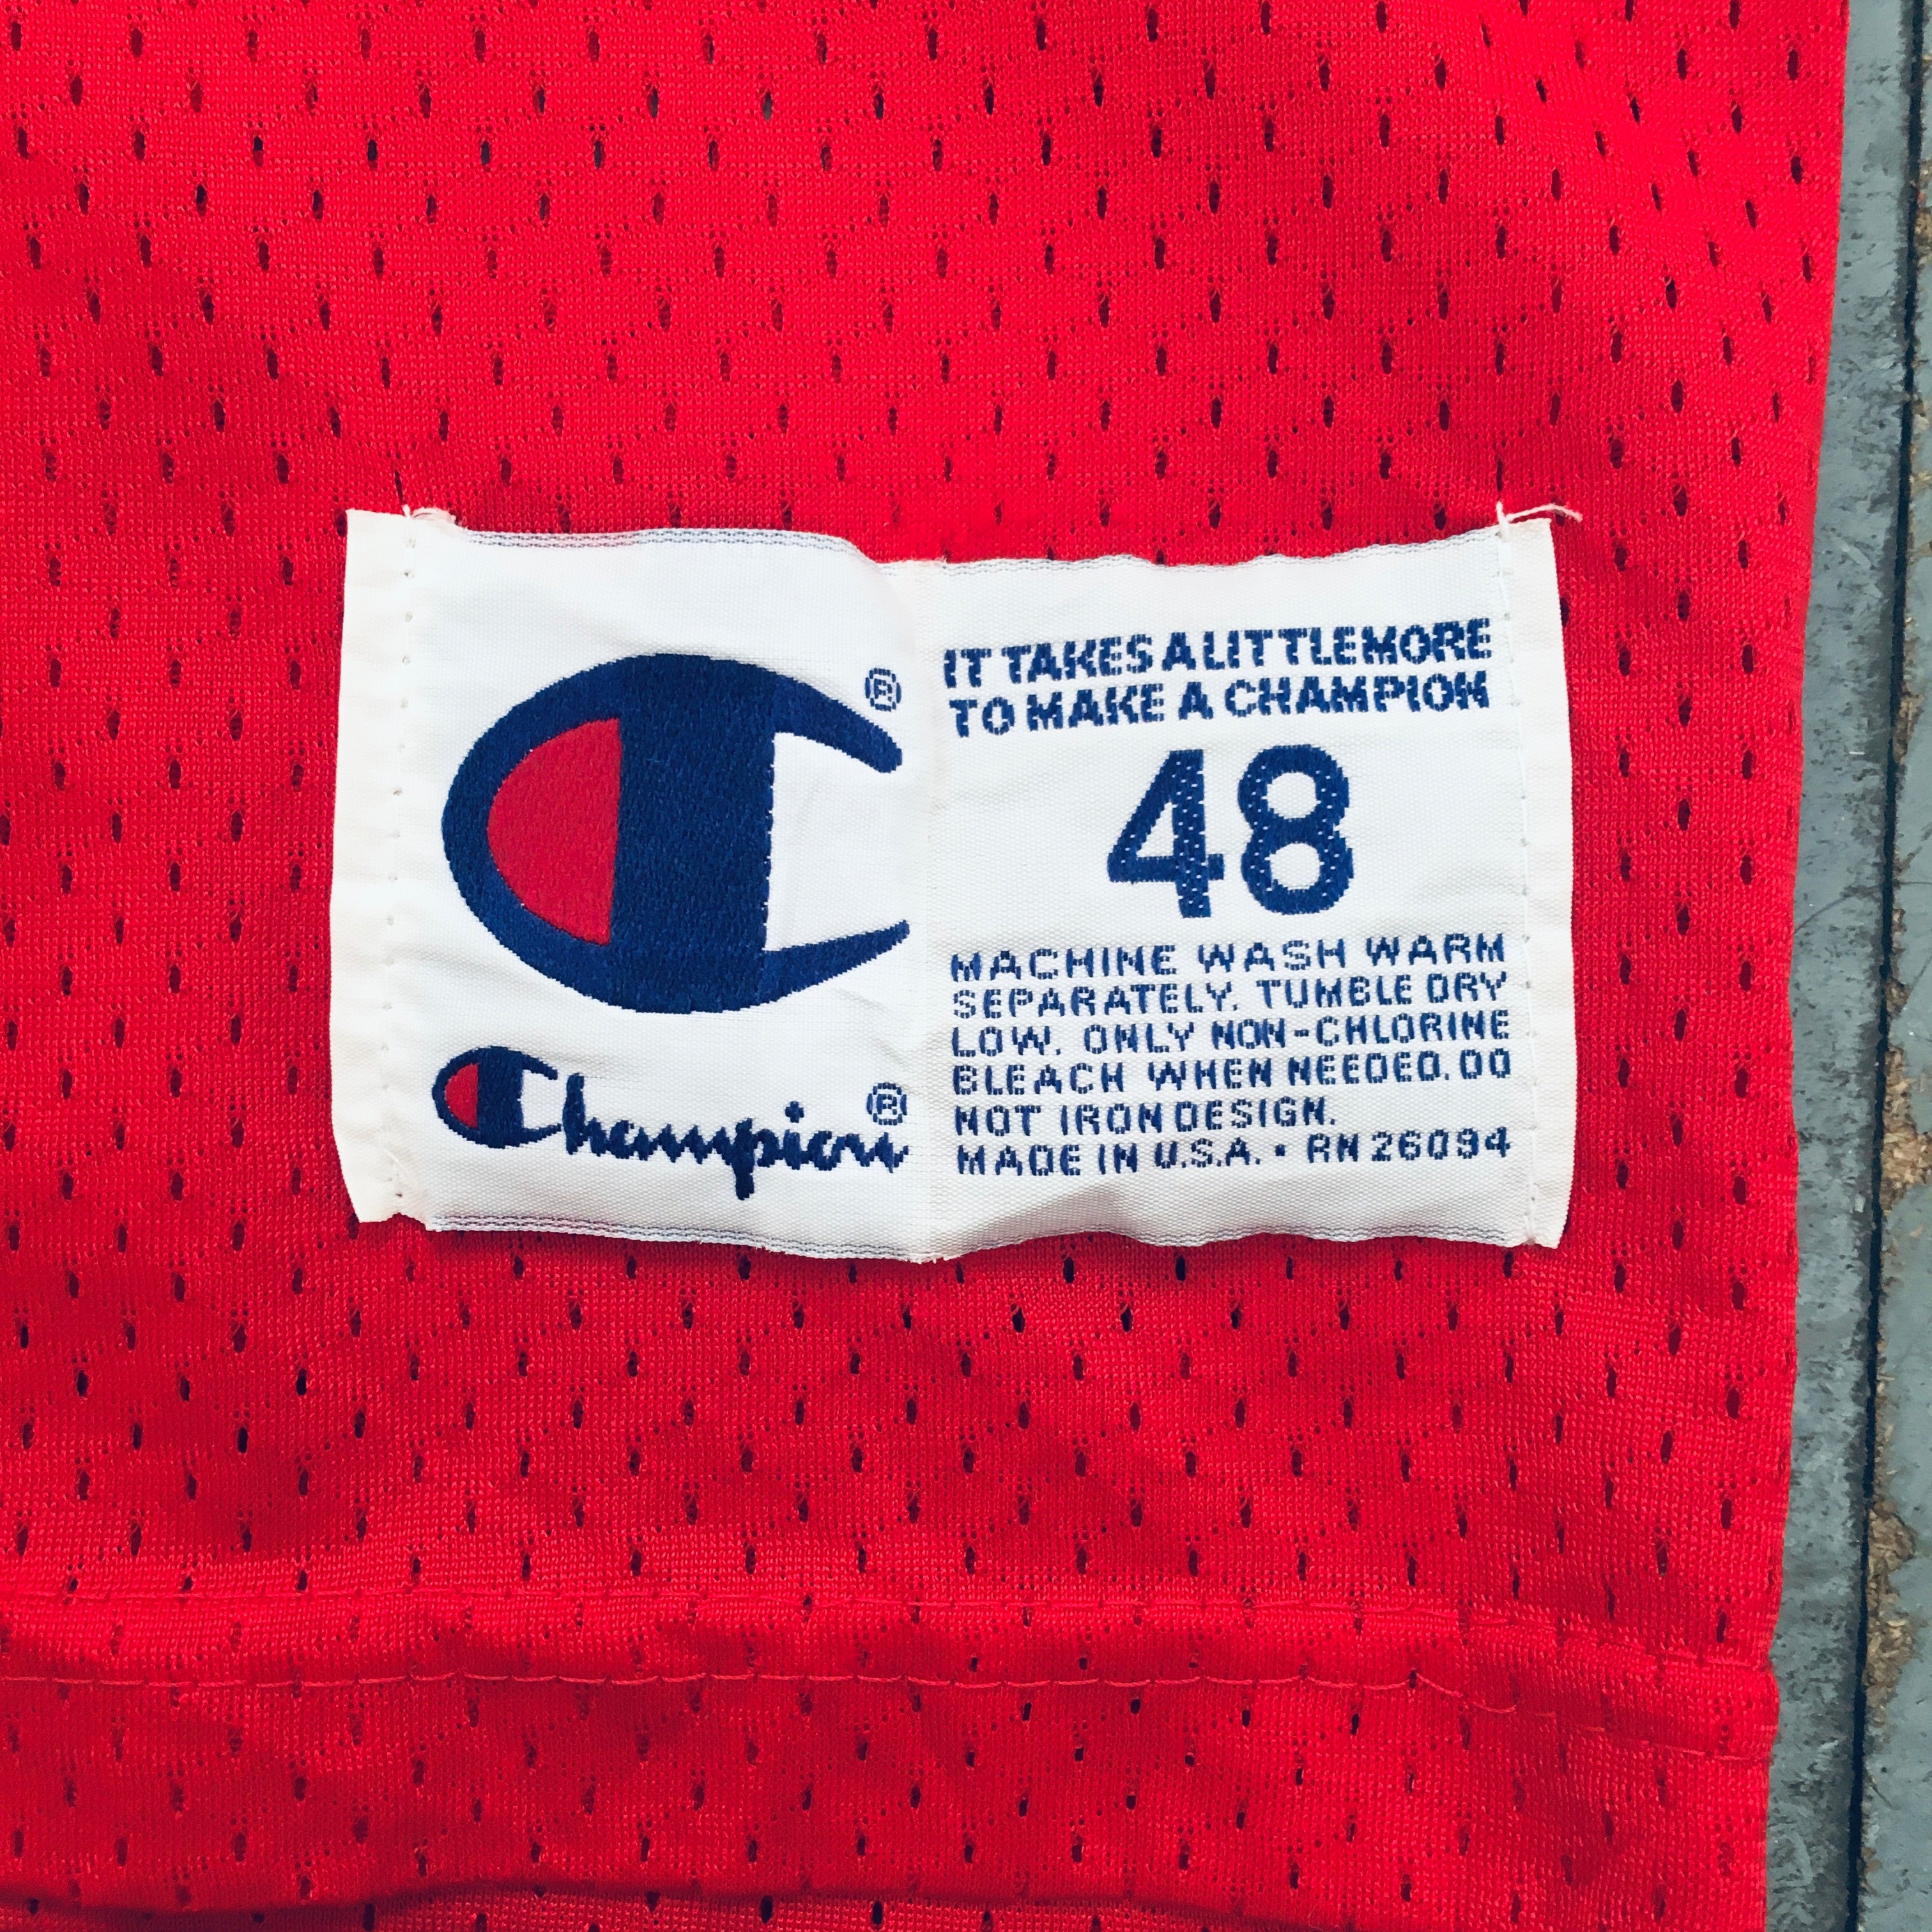 Champion
IT TAKES A LITTLE MORE
TO MAKE A CHAMPION
48
MACHINE WASH WARM
SEPARATELY. TUMBLE DRY
LOW. ONLY NON-CHLORINE
BLEACH WHEN NEEDED. DO
NOT IRON DESIGN.
MADE IN U.S.A. • RN 26094